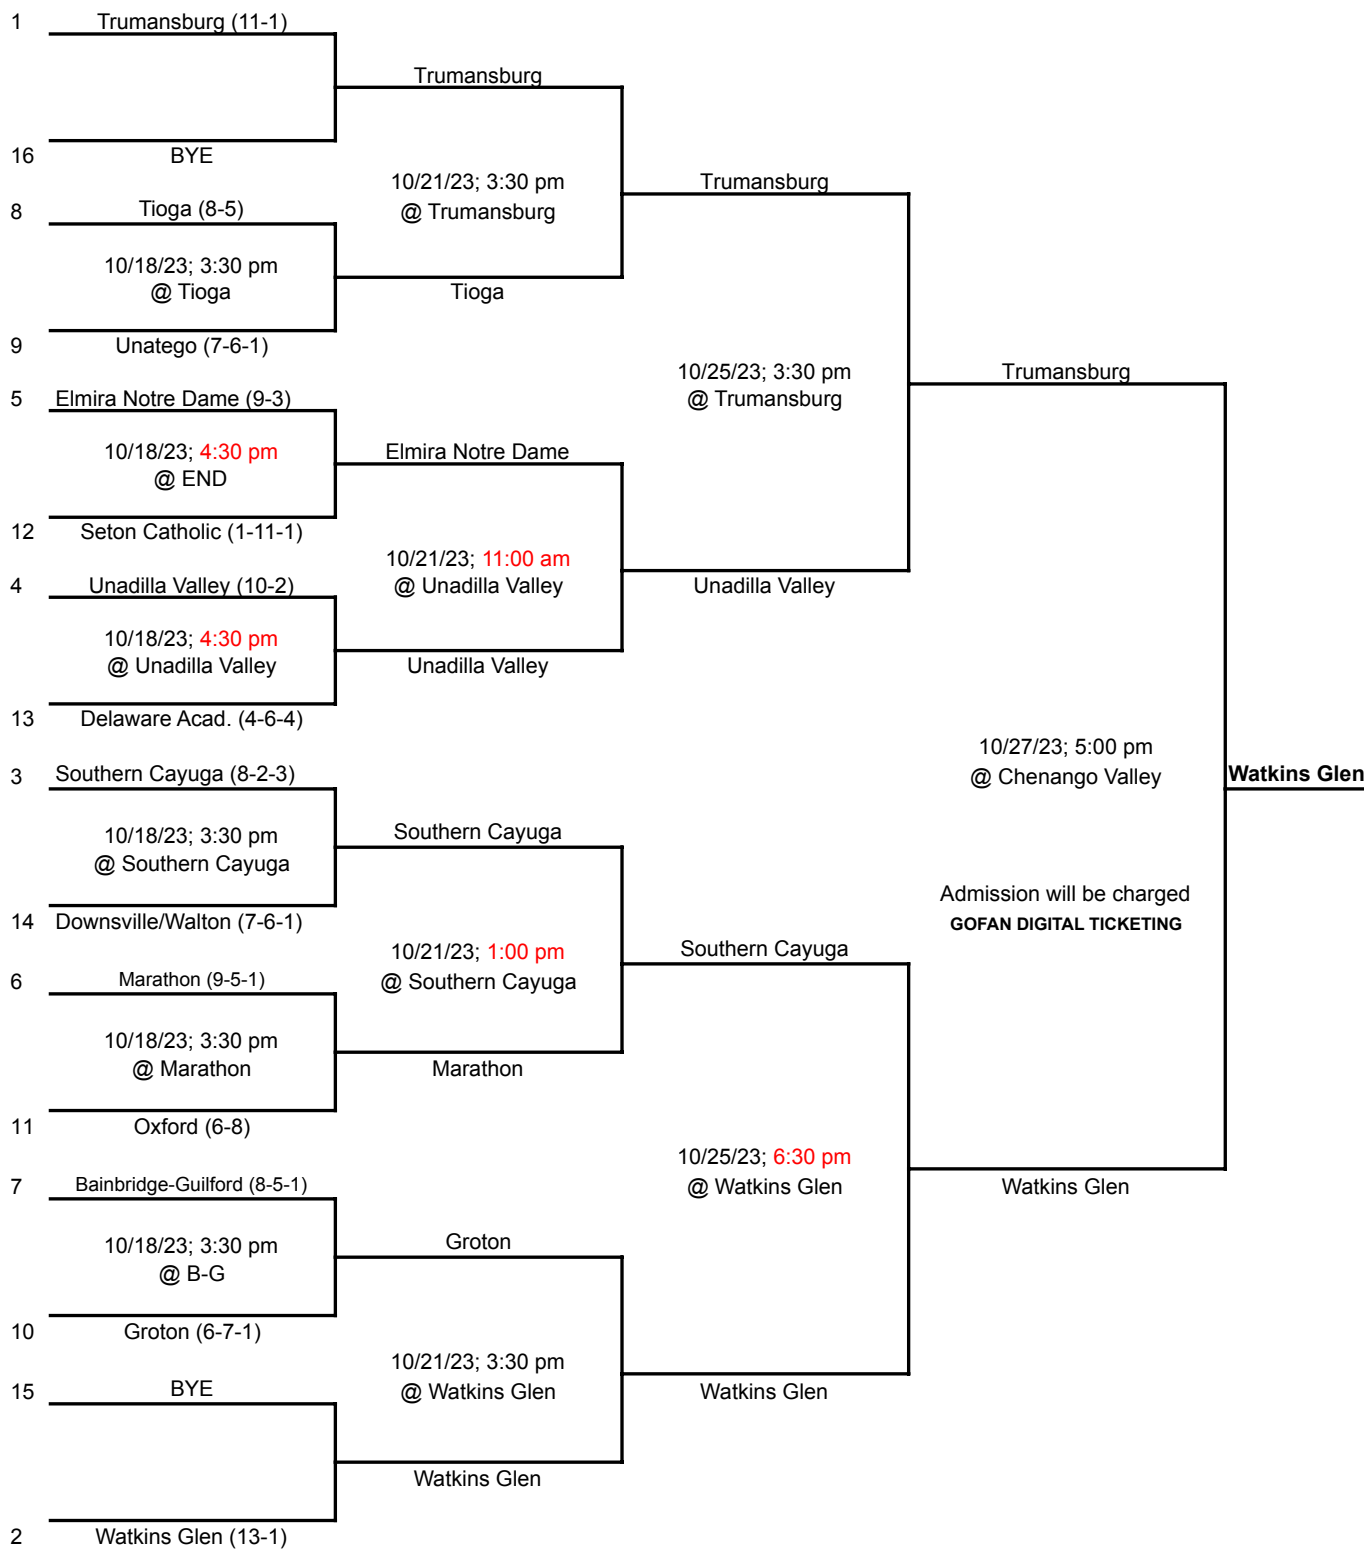 1
Trumansburg (11-1)
Trumansburg
16
BYE
10/21/23; 3:30 pm
@ Trumansburg
Trumansburg
8
Tioga (8-5)
10/18/23; 3:30 pm
@ Tioga
Tioga
9
Unatego (7-6-1)
10/25/23; 3:30 pm
@ Trumansburg
Trumansburg
5
Elmira Notre Dame (9-3)
10/18/23; 4:30 pm
@ END
Elmira Notre Dame
12
Seton Catholic (1-11-1)
10/21/23; 11:00 am
@ Unadilla Valley
Unadilla Valley
4
Unadilla Valley (10-2)
10/18/23; 4:30 pm
@ Unadilla Valley
Unadilla Valley
13
Delaware Acad. (4-6-4)
10/27/23; 5:00 pm
@ Chenango Valley
Watkins Glen
3
Southern Cayuga (8-2-3)
10/18/23; 3:30 pm
@ Southern Cayuga
Southern Cayuga
Admission will be charged
GOFAN DIGITAL TICKETING
14
Downsville/Walton (7-6-1)
10/21/23; 1:00 pm
@ Southern Cayuga
Southern Cayuga
6
Marathon (9-5-1)
10/18/23; 3:30 pm
@ Marathon
Marathon
11
Oxford (6-8)
10/25/23; 6:30 pm
@ Watkins Glen
Watkins Glen
7
Bainbridge-Guilford (8-5-1)
10/18/23; 3:30 pm
@ B-G
Groton
10
Groton (6-7-1)
10/21/23; 3:30 pm
@ Watkins Glen
Watkins Glen
15
BYE
Watkins Glen
2
Watkins Glen (13-1)